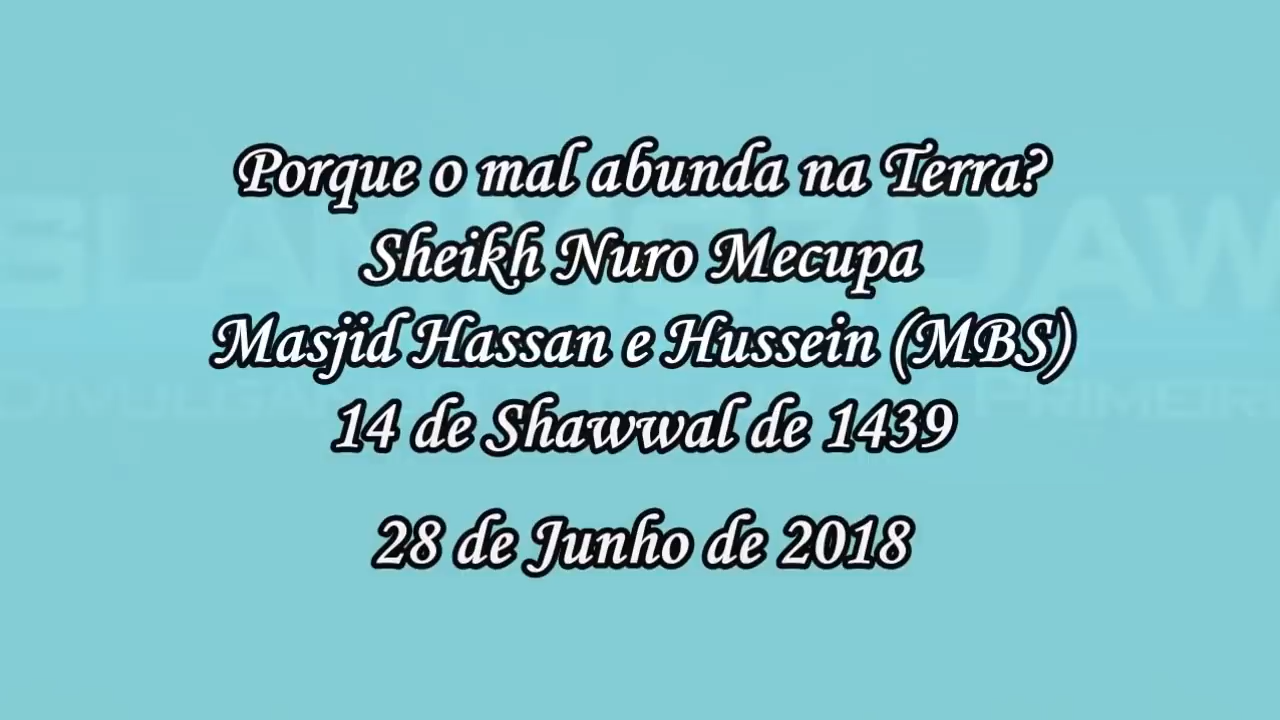 Porque o mal abunda na Terra?
Sheikh Nuro Mecupa
Masjid Hassan e Hussein (MBS)
14 de Shawwal de 1439
28 de Junho de 2018